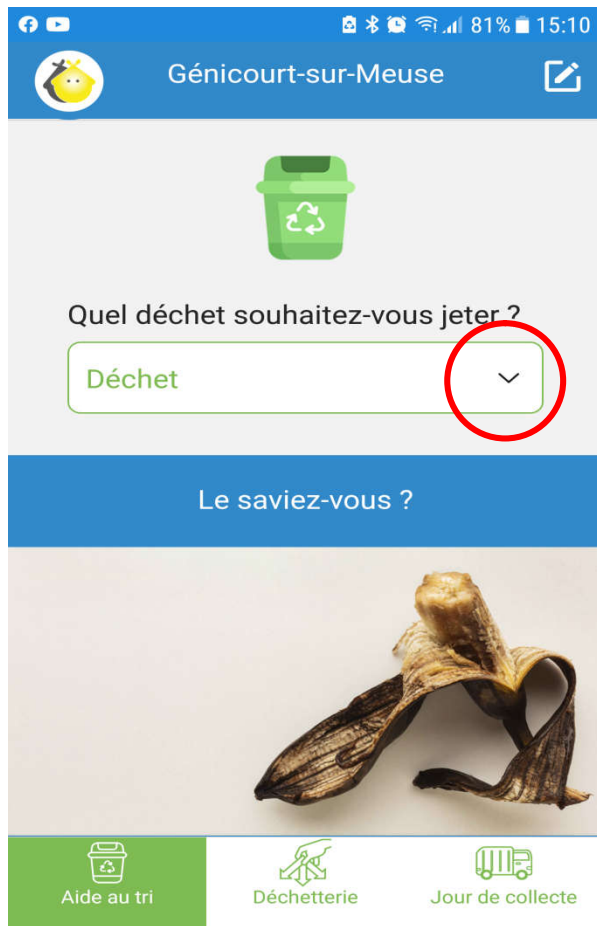 81% 15:10
Génicourt-sur-Meuse
Quel déchet souhaitez-vous jeter ?
Déchet
Le saviez-vous ?
Aide au tri Déchetterie Jour de collecte